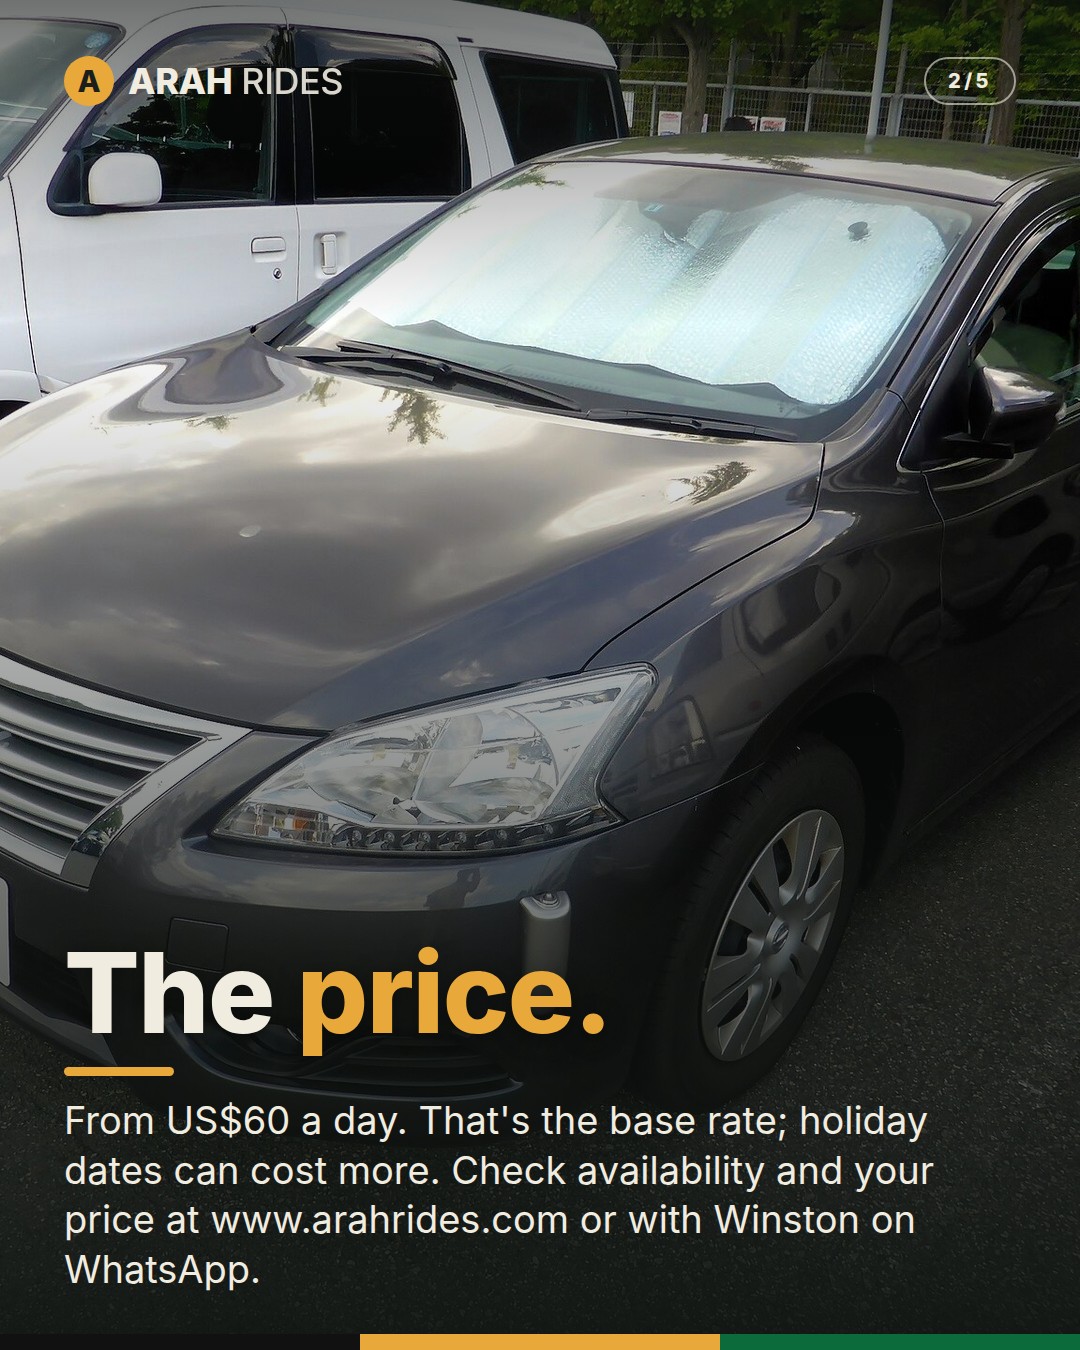 A ARAH RIDES
2/5
The price.
From US$60 a day. That's the base rate; holiday
dates can cost more. Check availability and your
price at www.arahrides.com or with Winston on
WhatsApp.